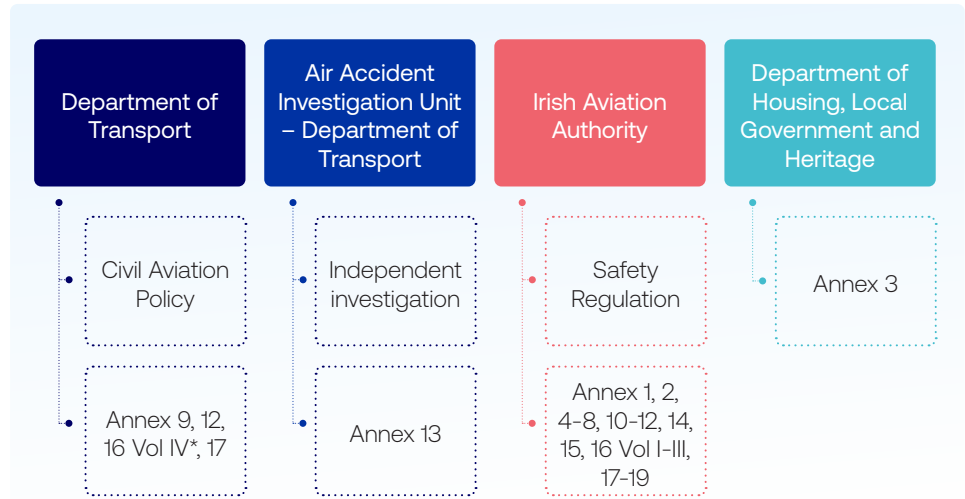 Department of
Transport
Air Accident
Investigation Unit
– Department of
Transport
Irish Aviation
Authority
Department of
Housing, Local
Government and
Heritage
Civil Aviation
Policy
Independent
investigation
Safety
Regulation
Annex 3
Annex 9, 12,
16 Vol IV*, 17
Annex 13
Annex 1, 2,
4-8, 10-12, 14,
15, 16 Vol I-III,
17-19